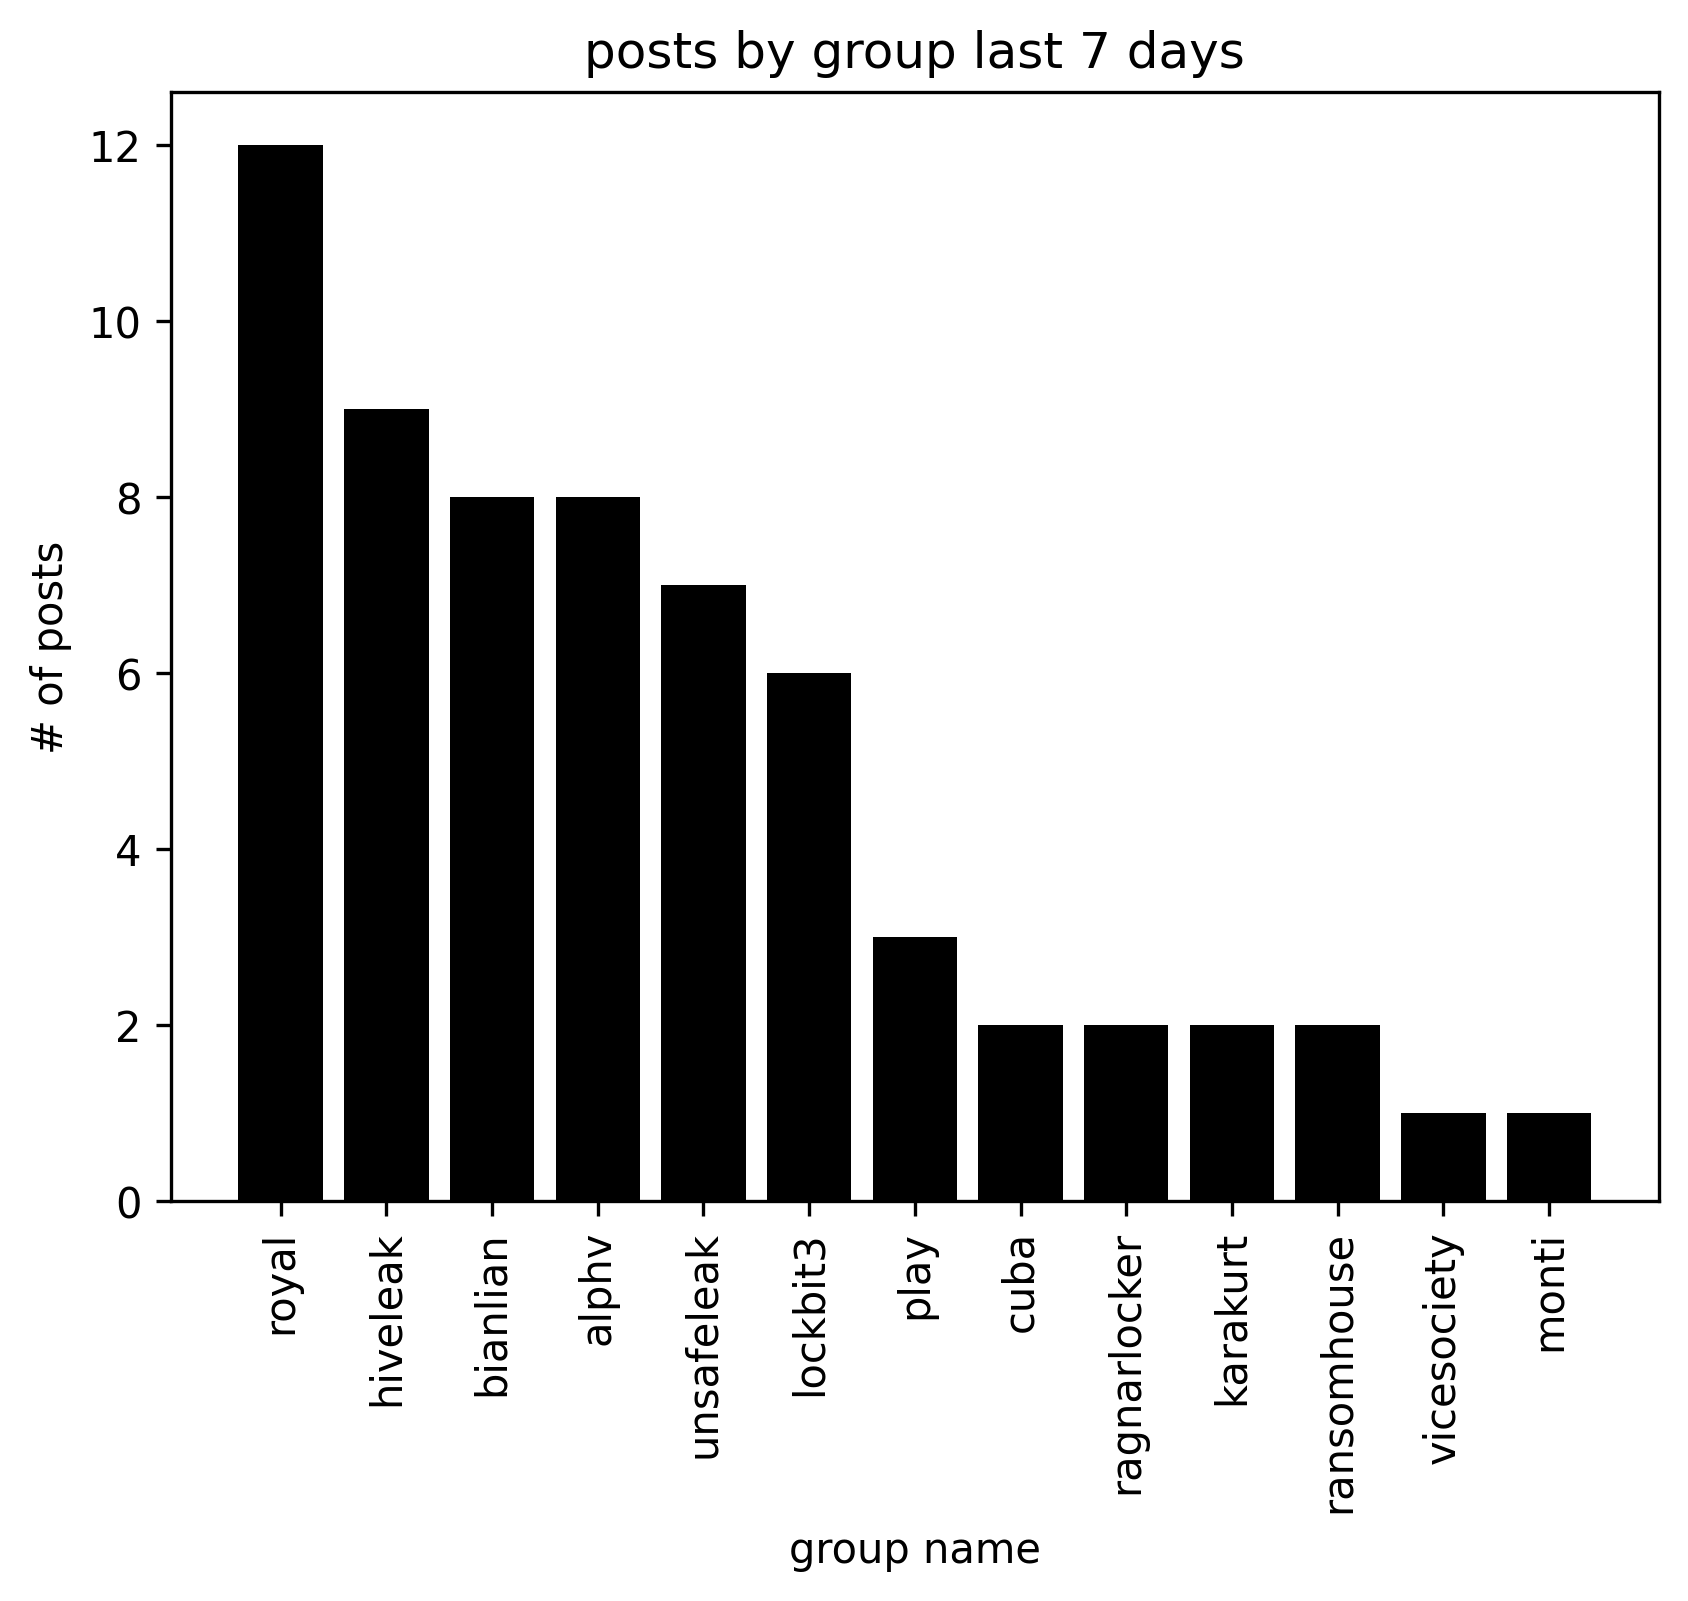 posts by group last 7 days
12
10
8
6
4
2
0
# of posts
royal
hiveleak
bianlian
alphv
unsafeleak
lockbit3
play
cuba
ragnarlocker
karakurt
ransomhouse
vicesociety
monti
group name